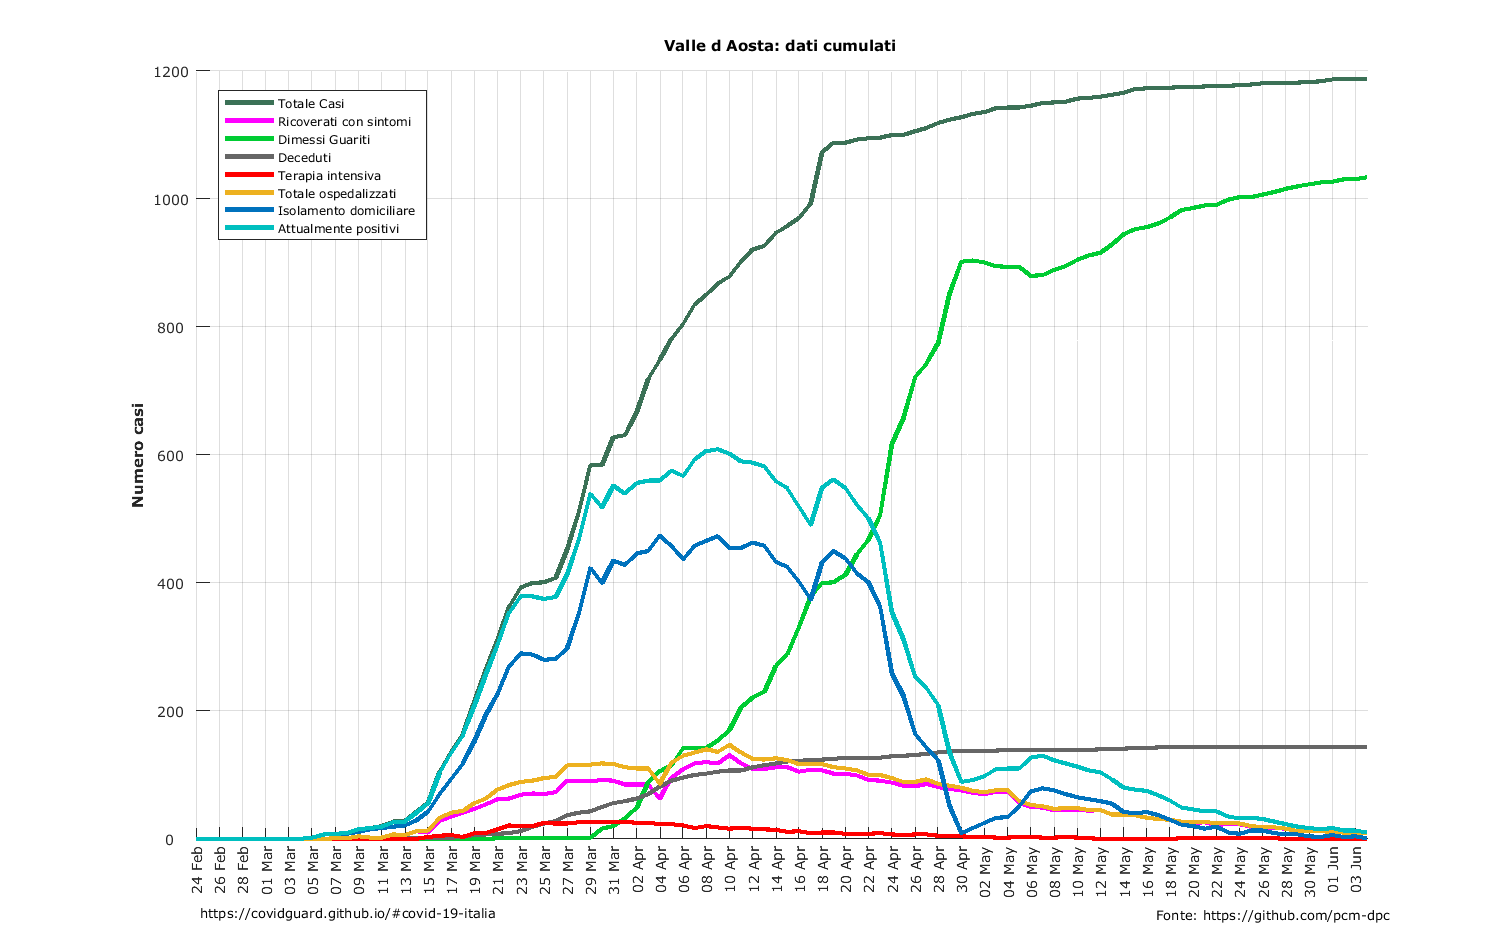 Valle d Aosta: dati cumulati
Numero casi
1200
1000
800
600
400
200
0
Totale Casi
Ricoverati con sintomi
Dimessi Guariti
Deceduti
Terapia intensiva
Totale ospedalizzati
Isolamento domiciliare
Attualmente positivi
24 Feb
26 Feb
28 Feb
01 Mar
03 Mar
05 Mar
07 Mar
09 Mar
11 Mar
13 Mar
15 Mar
17 Mar
19 Mar
21 Mar
23 Mar
25 Mar
27 Mar
29 Mar
31 Mar
02 Apr
04 Apr
06 Apr
08 Apr
10 Apr
12 Apr
14 Apr
16 Apr
18 Apr
20 Apr
22 Apr
24 Apr
26 Apr
28 Apr
30 Apr
02 May
04 May
06 May
08 May
10 May
12 May
14 May
16 May
18 May
20 May
22 May
24 May
26 May
28 May
30 May
01 Jun
03 Jun
https://covidguard.github.io/#covid-19-italia
Fonte: https://github.com/pcm-dpc